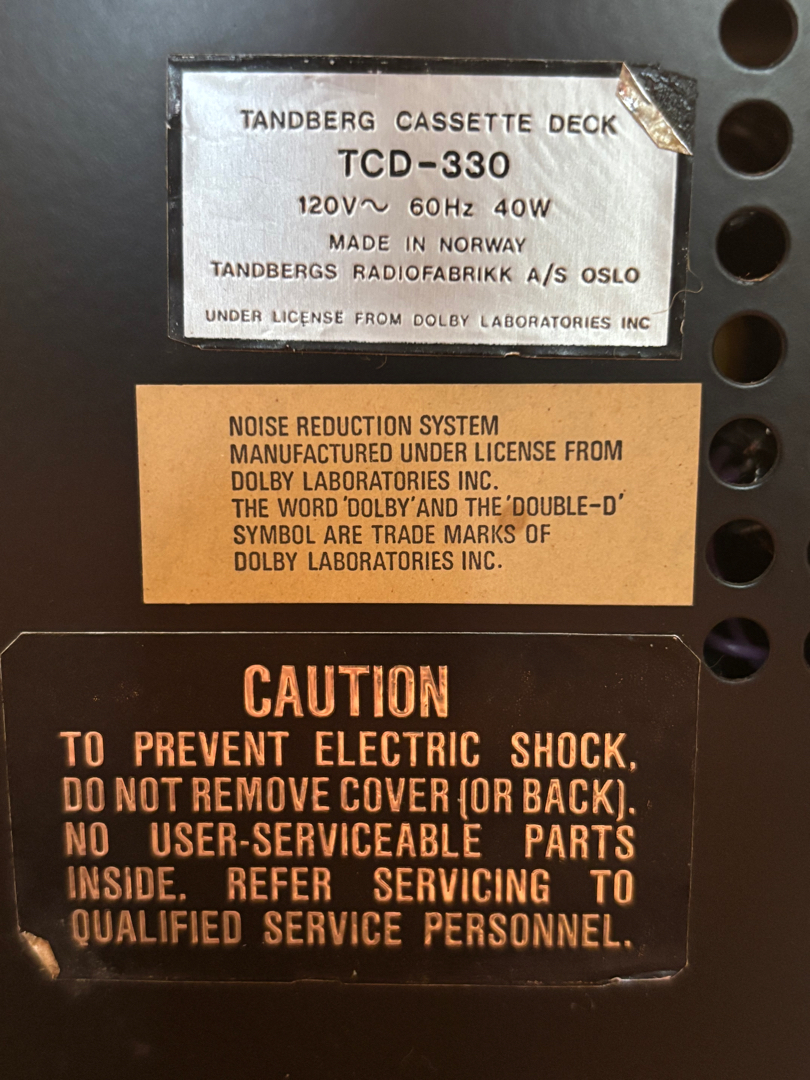 TANDBERG CASSETTE DECK
TCD-330
120V~ 60Hz 40W
MADE IN NORWAY
TANDBERGS RADIOFABRIKK A/S OSLO
UNDER LICENSE FROM DOLBY LABORATORIES INC
NOISE REDUCTION SYSTEM
MANUFACTURED UNDER LICENSE FROM
DOLBY LABORATORIES INC.
THE WORD 'DOLBY' AND THE 'DOUBLE-D'
SYMBOL ARE TRADE MARKS OF
DOLBY LABORATORIES INC.
CAUTION
TO PREVENT ELECTRIC SHOCK,
DO NOT REMOVE COVER (OR BACK).
NO USER-SERVICEABLE PARTS
INSIDE. REFER SERVICING TO
QUALIFIED SERVICE PERSONNEL.